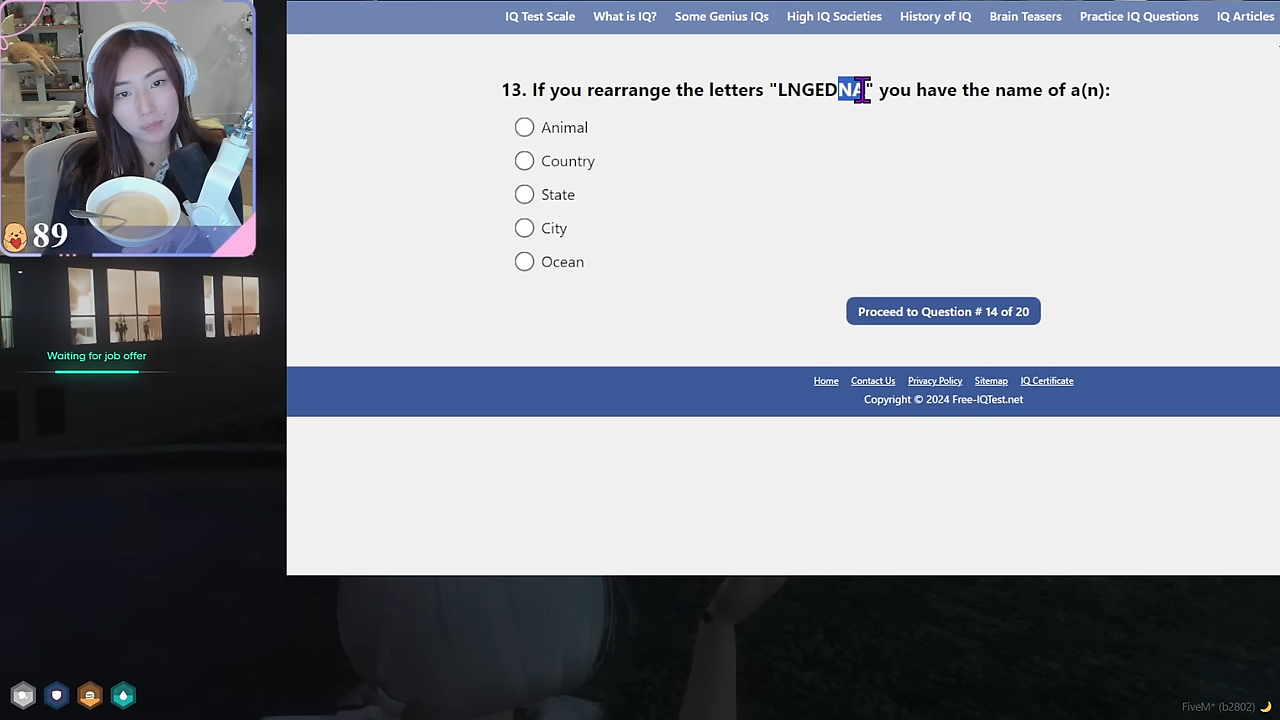 IQ Test Scale What is IQ? Some Genius IQs High IQ Societies History of IQ Brain Teasers Practice IQ Questions IQ Articles
13. If you rearrange the letters "LNGEDNA" you have the name of a(n):
Animal
Country
State
City
Ocean
Proceed to Question # 14 of 20
Home Contact Us Privacy Policy Sitemap IQ Certificate
Copyright © 2024 Free-IQTest.net
89
Waiting for job offer
FiveM* (b2802)